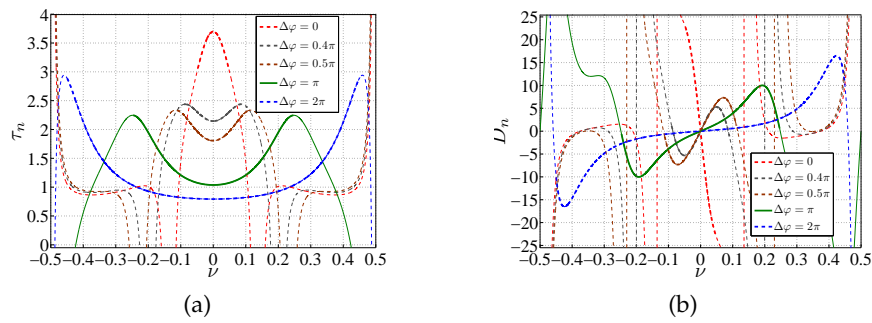 4
3.5
3
2.5
2
1.5
1
0.5
0
τₙ
Δφ = 0
Δφ = 0.4π
Δφ = 0.5π
Δφ = π
Δφ = 2π
−0.5 −0.4 −0.3 −0.2 −0.1 0 0.1 0.2 0.3 0.4 0.5
ν
(a)
25
20
15
10
5
0
−5
−10
−15
−20
−25
Dₙ
Δφ = 0
Δφ = 0.4π
Δφ = 0.5π
Δφ = π
Δφ = 2π
−0.5 −0.4 −0.3 −0.2 −0.1 0 0.1 0.2 0.3 0.4 0.5
ν
(b)